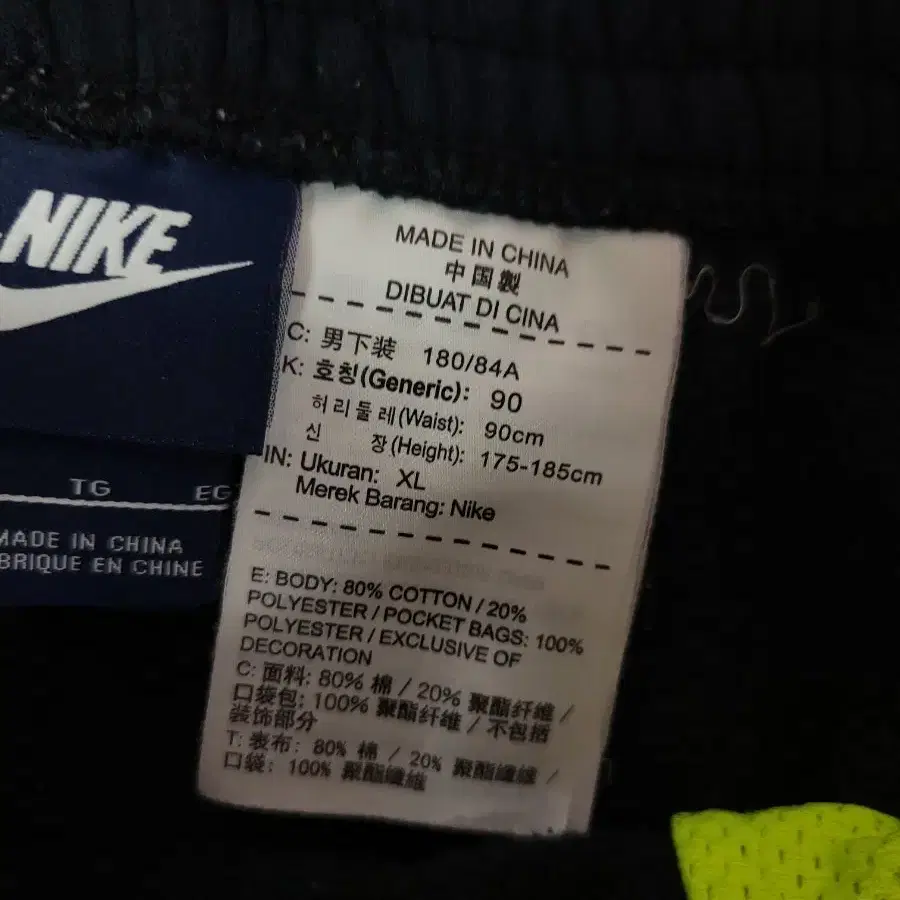 NIKE
TG EG
MADE IN CHINA
BRIQUE EN CHINE
MADE IN CHINA
中国製
DIBUAT DI CINA
C: 男下装 180/84A
K: 호칭(Generic): 90
허리둘레(Waist): 90cm
신 장(Height): 175-185cm
IN: Ukuran: XL
Merek Barang: Nike
E: BODY: 80% COTTON / 20%
POLYESTER / POCKET BAGS: 100%
POLYESTER / EXCLUSIVE OF
DECORATION
C: 面料: 80% 棉 / 20% 聚酯纤维 /
口袋包: 100% 聚酯纤维 / 不包括
装饰部分
T: 表布: 80% 棉 / 20% 聚酯纖維 /
口袋: 100% 聚酯纖維